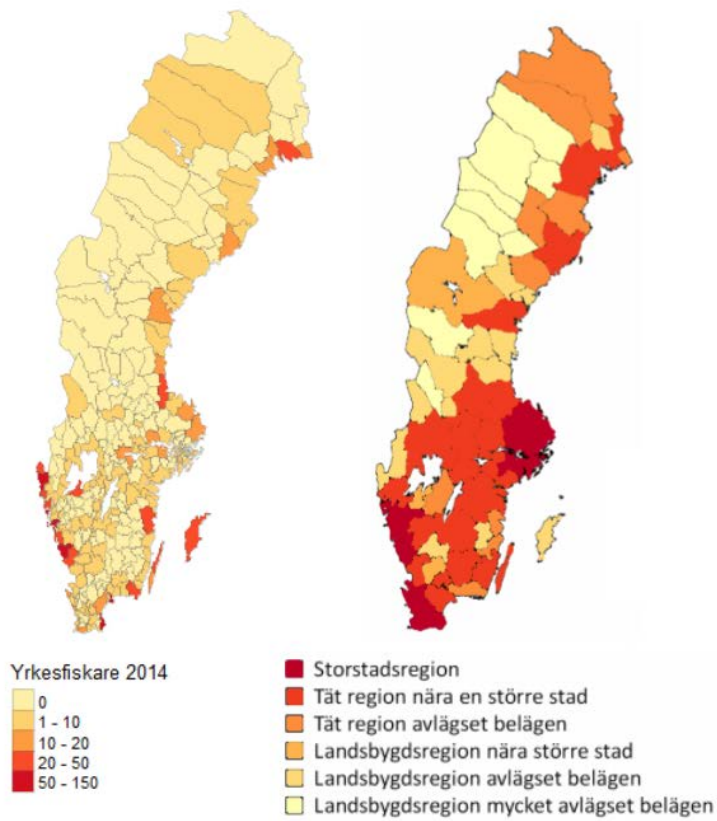 Yrkesfiskare 2014
0
1 - 10
10 - 20
20 - 50
50 - 150
Storstadsregion
Tät region nära en större stad
Tät region avlägset belägen
Landsbygdsregion nära större stad
Landsbygdsregion avlägset belägen
Landsbygdsregion mycket avlägset belägen